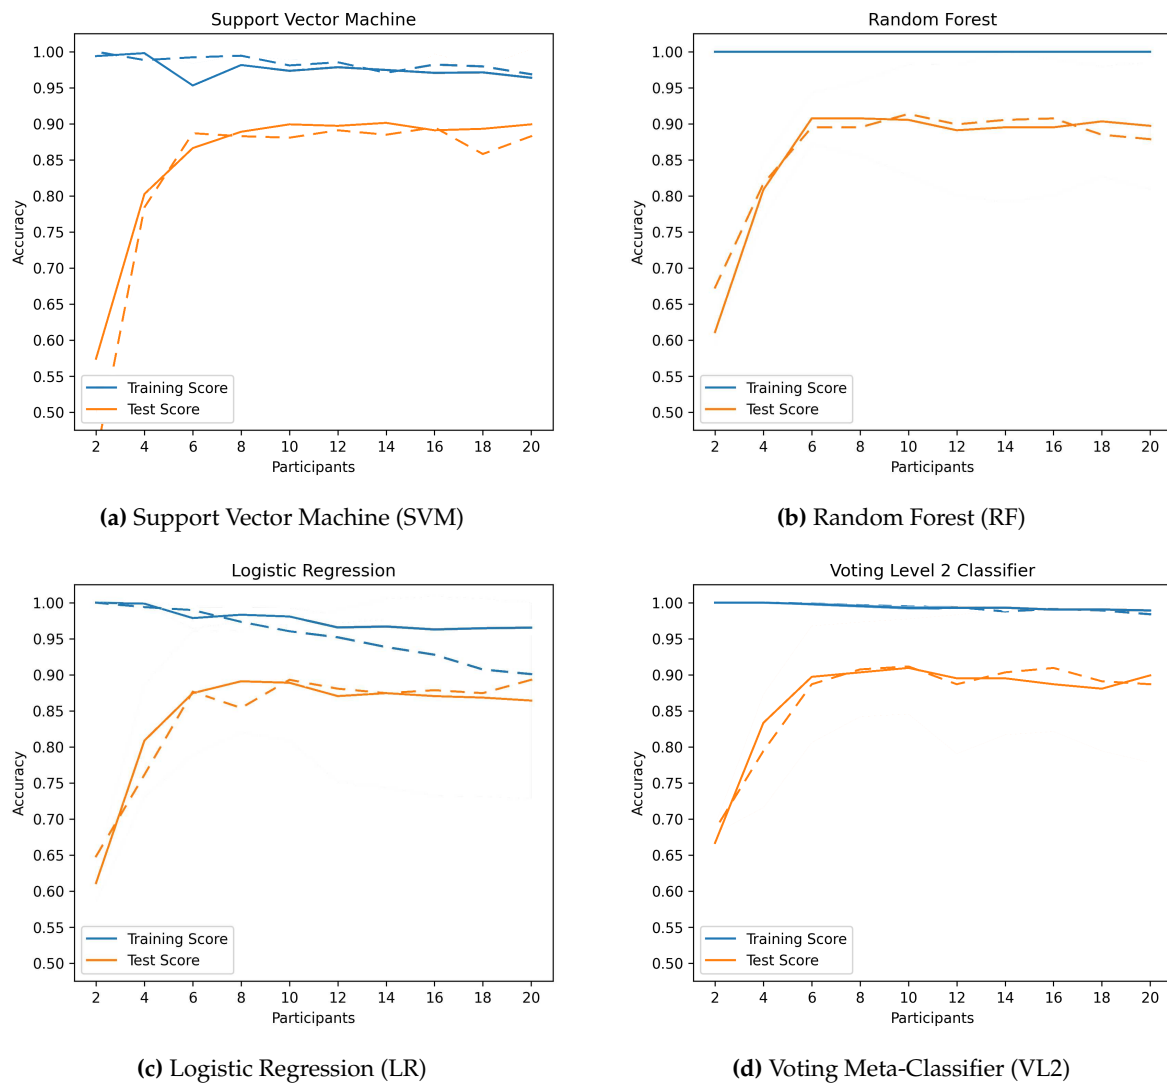 Support Vector Machine
1.00
0.95
0.90
0.85
0.80
0.75
0.70
0.65
0.60
0.55
0.50
Accuracy
Training Score
Test Score
2 4 6 8 10 12 14 16 18 20
Participants
(a) Support Vector Machine (SVM)
Random Forest
1.00
0.95
0.90
0.85
0.80
0.75
0.70
0.65
0.60
0.55
0.50
Accuracy
Training Score
Test Score
2 4 6 8 10 12 14 16 18 20
Participants
(b) Random Forest (RF)
Logistic Regression
1.00
0.95
0.90
0.85
0.80
0.75
0.70
0.65
0.60
0.55
0.50
Accuracy
Training Score
Test Score
2 4 6 8 10 12 14 16 18 20
Participants
(c) Logistic Regression (LR)
Voting Level 2 Classifier
1.00
0.95
0.90
0.85
0.80
0.75
0.70
0.65
0.60
0.55
0.50
Accuracy
Training Score
Test Score
2 4 6 8 10 12 14 16 18 20
Participants
(d) Voting Meta-Classifier (VL2)